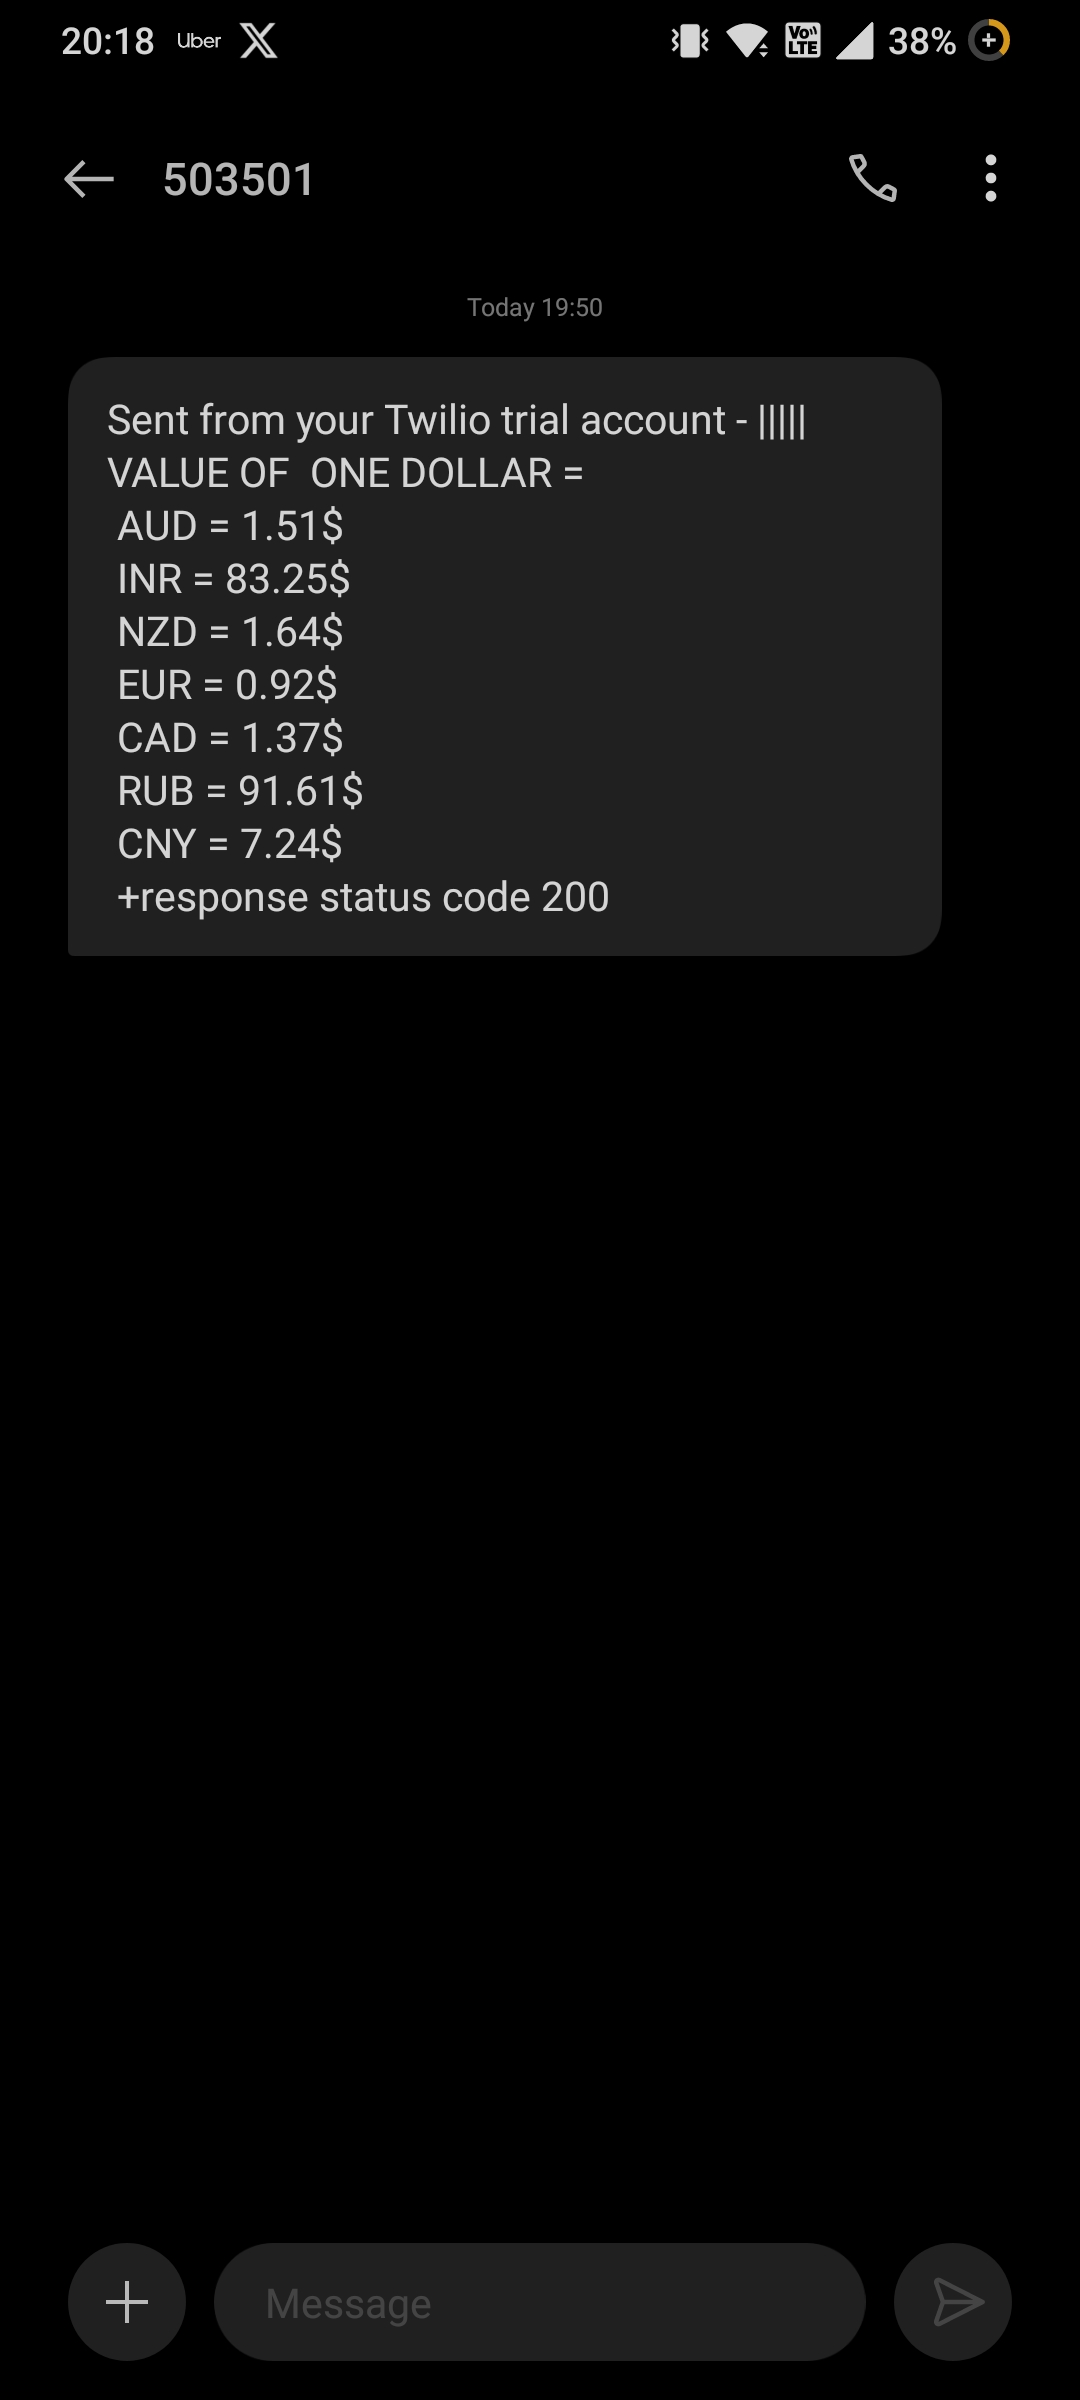 20:18 Uber X Vo LTE 38%
503501
Today 19:50
Sent from your Twilio trial account - |||||
VALUE OF  ONE DOLLAR =
AUD = 1.51$
INR = 83.25$
NZD = 1.64$
EUR = 0.92$
CAD = 1.37$
RUB = 91.61$
CNY = 7.24$
+response status code 200
Message